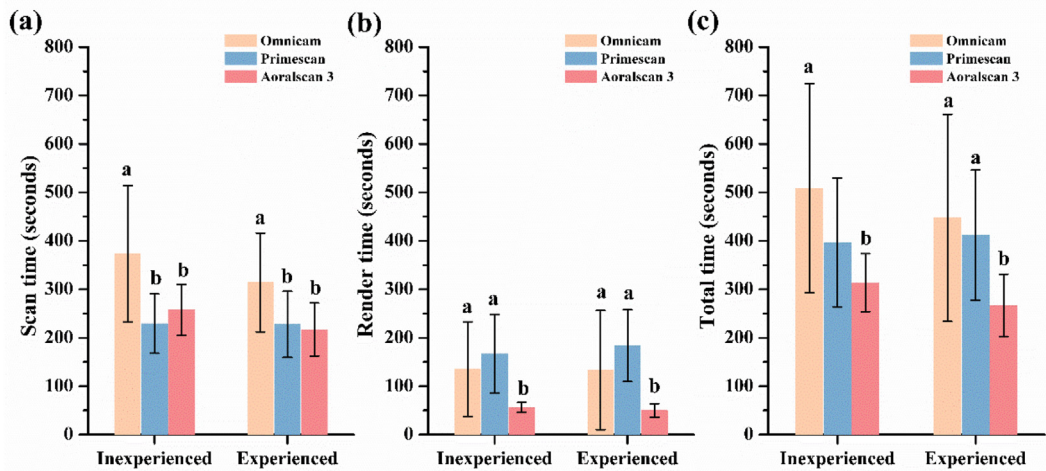 (a)
Omnicam
Primescan
Aoralscan 3
Scan time (seconds)
800
700
600
500
400
300
200
100
0
a
b
b
a
b
b
Inexperienced
Experienced
(b)
Omnicam
Primescan
Aoralscan 3
Render time (seconds)
800
700
600
500
400
300
200
100
0
a
a
b
a
a
b
Inexperienced
Experienced
(c)
Omnicam
Primescan
Aoralscan 3
Total time (seconds)
800
700
600
500
400
300
200
100
0
a
b
a
a
b
Inexperienced
Experienced